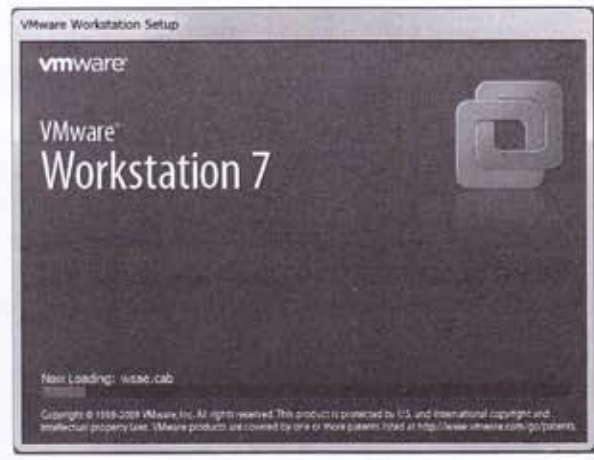 VMware Workstation Setup
vmware
VMware
Workstation 7
Now Loading: wsae.cab
Copyright © 1998-2009 VMware, Inc. All rights reserved. This product is protected by U.S. and international copyright and
intellectual property laws. VMware products are covered by one or more patents listed at http://www.vmware.com/go/patents.